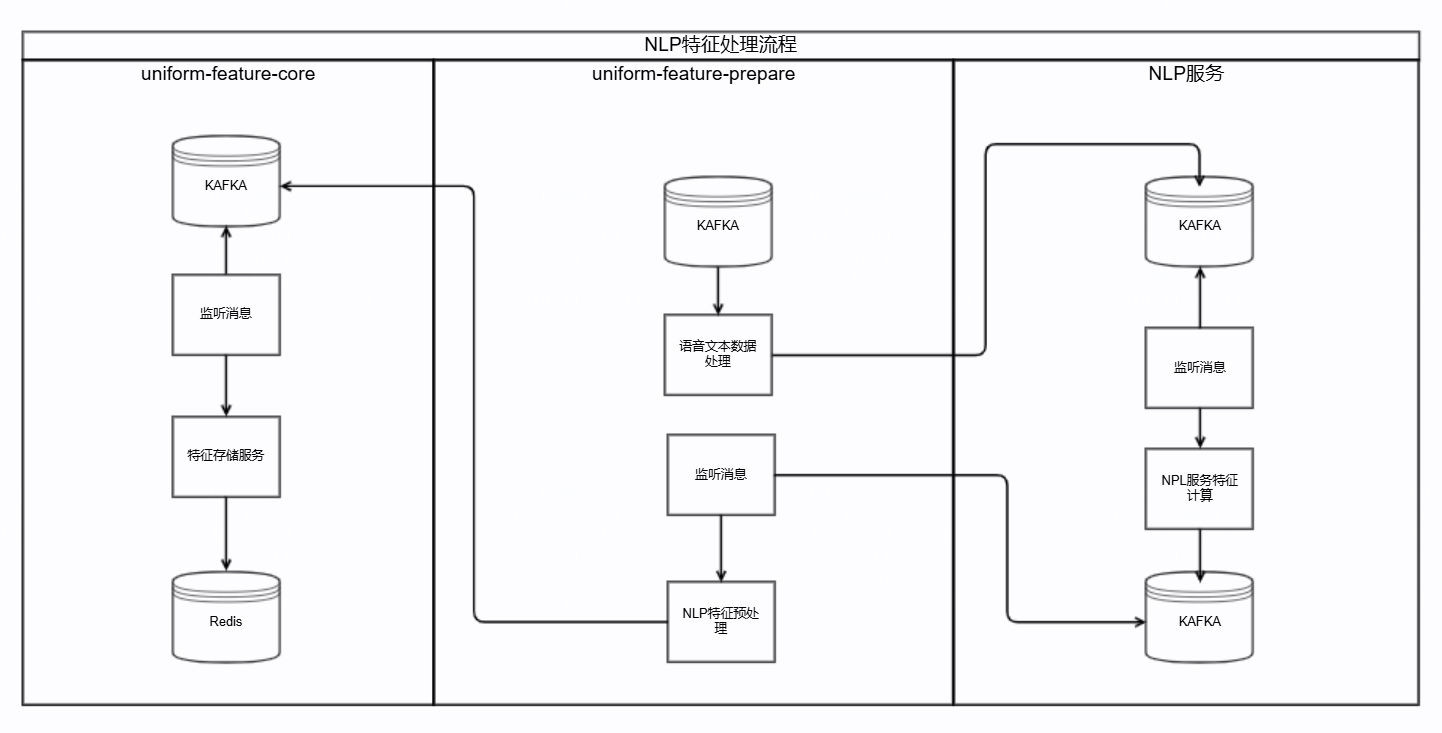 NLP特征处理流程
uniform-feature-core
KAFKA
监听消息
特征存储服务
Redis
uniform-feature-prepare
KAFKA
语音文本数据
处理
监听消息
NLP特征预处
理
NLP服务
KAFKA
监听消息
NPL服务特征
计算
KAFKA